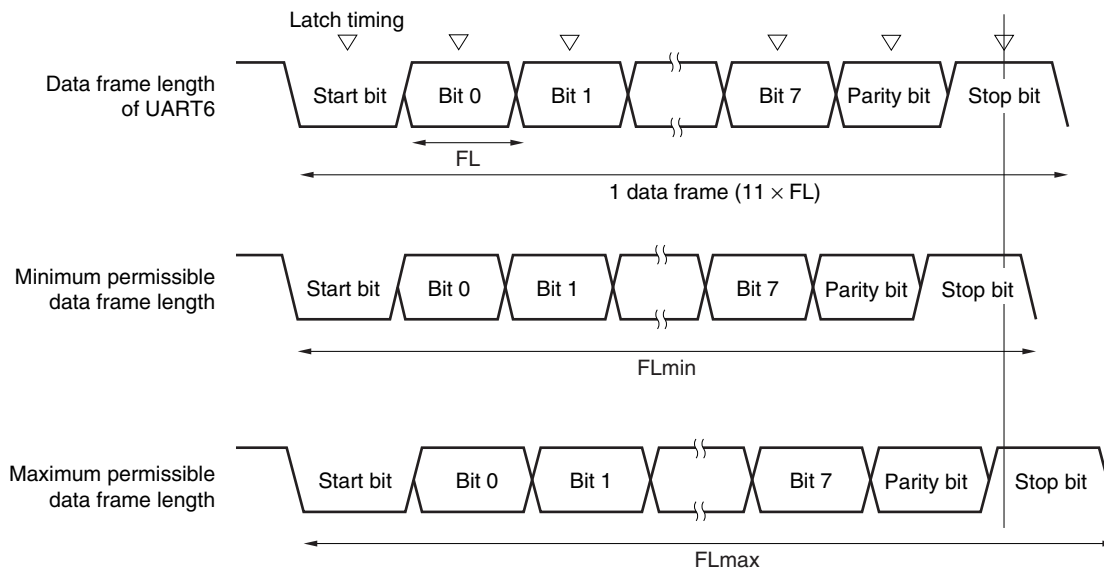 Latch timing
Data frame length
of UART6
Start bit
Bit 0
Bit 1
Bit 7
Parity bit
Stop bit
FL
1 data frame (11 × FL)
Minimum permissible
data frame length
Start bit
Bit 0
Bit 1
Bit 7
Parity bit
Stop bit
FLmin
Maximum permissible
data frame length
Start bit
Bit 0
Bit 1
Bit 7
Parity bit
Stop bit
FLmax